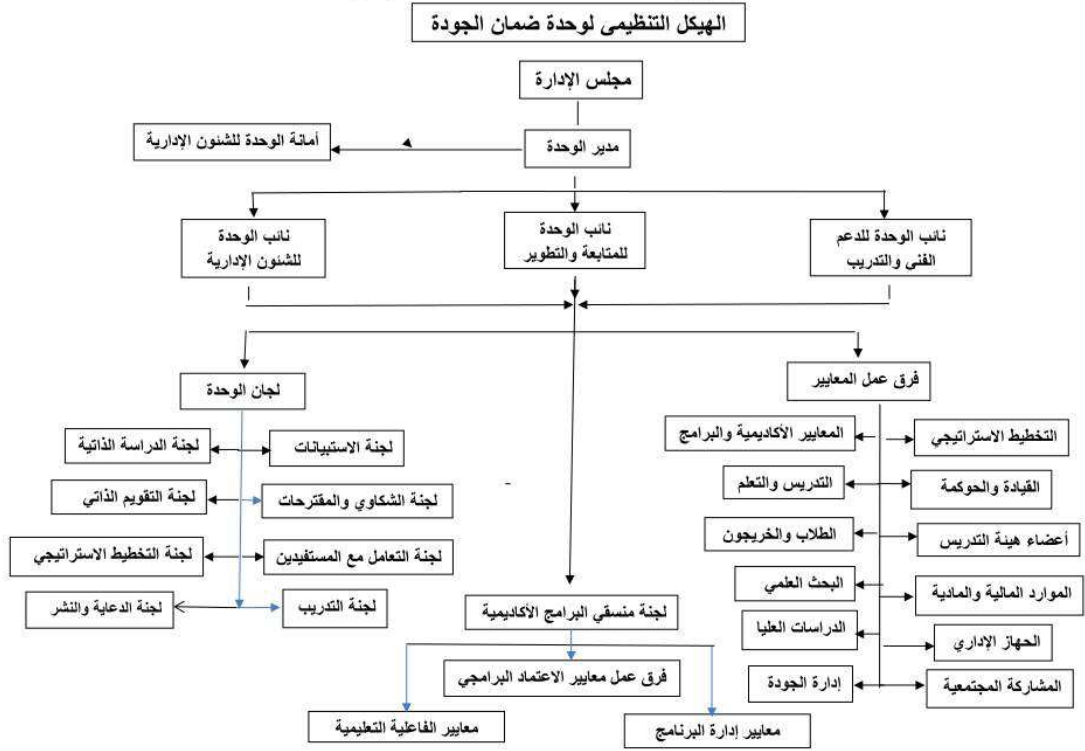 الهيكل التنظيمى لوحدة ضمان الجودة
مجلس الإدارة
مدير الوحدة
أمانة الوحدة للشئون الإدارية
نائب الوحدة للدعم
الفني والتدريب
نائب الوحدة
للمتابعة والتطوير
نائب الوحدة
للشئون الإدارية
فرق عمل المعايير
التخطيط الاستراتيجي
المعايير الأكاديمية والبرامج
القيادة والحوكمة
التدريس والتعلم
أعضاء هيئة التدريس
الطلاب والخريجون
الموارد المالية والمادية
البحث العلمي
الجهاز الإداري
الدراسات العليا
المشاركة المجتمعية
إدارة الجودة
لجان الوحدة
لجنة الاستبيانات
لجنة الدراسة الذاتية
لجنة الشكاوي والمقترحات
لجنة التقويم الذاتي
لجنة التعامل مع المستفيدين
لجنة التخطيط الاستراتيجي
لجنة التدريب
لجنة الدعاية والنشر
لجنة منسقي البرامج الأكاديمية
فرق عمل معايير الاعتماد البرامجي
معايير إدارة البرنامج
معايير الفاعلية التعليمية